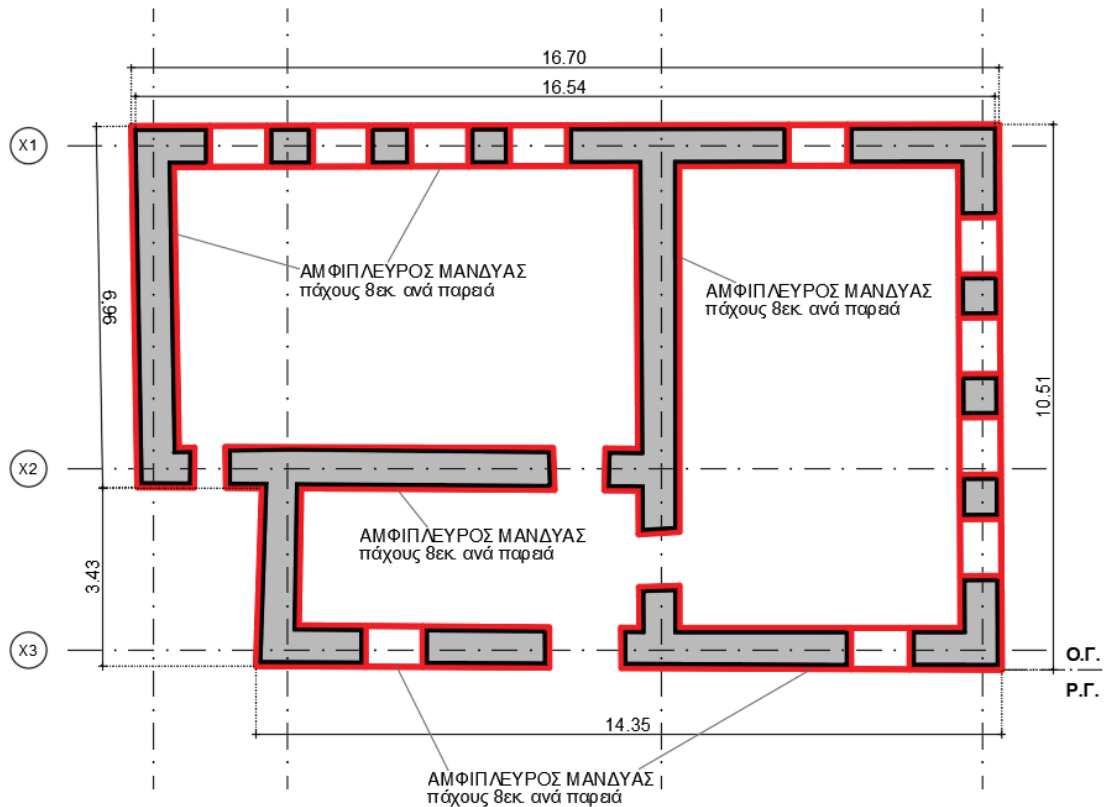 16.70
16.54
X1
ΑΜΦΙΠΛΕΥΡΟΣ ΜΑΝΔΥΑΣ
πάχους 8εκ. ανά παρειά
ΑΜΦΙΠΛΕΥΡΟΣ ΜΑΝΔΥΑΣ
πάχους 8εκ. ανά παρειά
6.96
10.51
X2
ΑΜΦΙΠΛΕΥΡΟΣ ΜΑΝΔΥΑΣ
πάχους 8εκ. ανά παρειά
3.43
X3
Ο.Γ.
Ρ.Γ.
14.35
ΑΜΦΙΠΛΕΥΡΟΣ ΜΑΝΔΥΑΣ
πάχους 8εκ. ανά παρειά